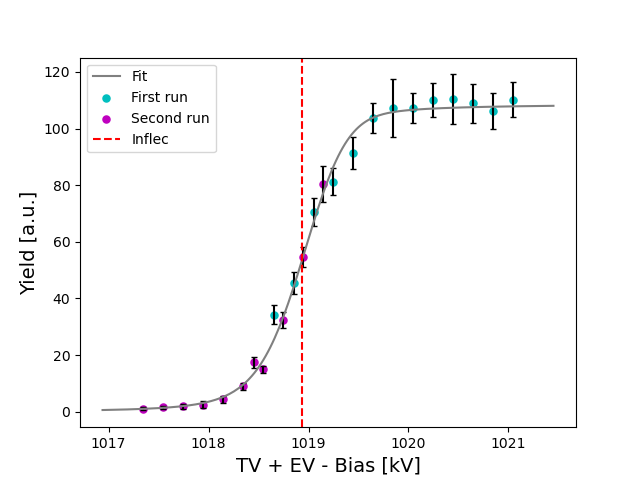 Fit
First run
Second run
Inflec
120
100
80
60
40
20
0
Yield [a.u.]
1017 1018 1019 1020 1021
TV + EV - Bias [kV]